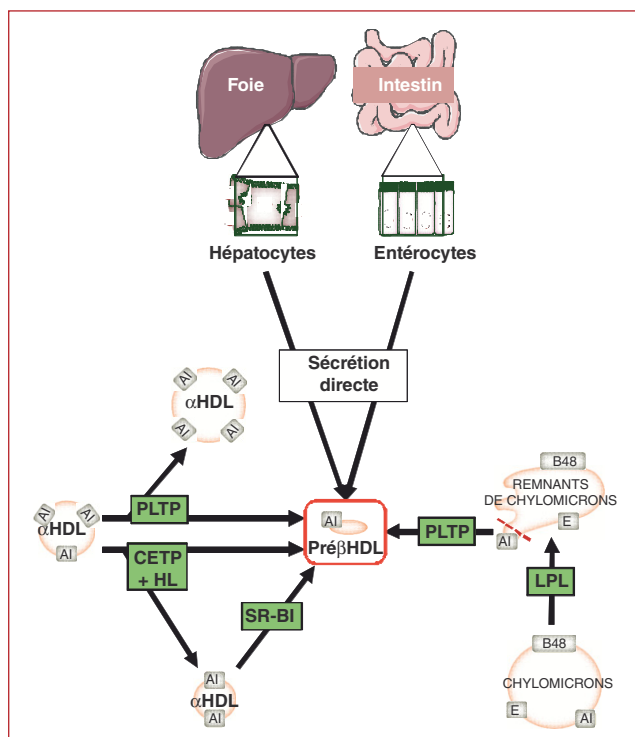 Foie
Intestin
Hépatocytes
Entérocytes
Sécrétion
directe
AI
AI
αHDL
AI
AI
B48
REMNANTS
DE CHYLOMICRONS
E
AI
AI
AI
αHDL
AI
PLTP
AI
PréβHDL
PLTP
CETP
+ HL
SR-BI
LPL
AI
αHDL
AI
B48
CHYLOMICRONS
E
AI